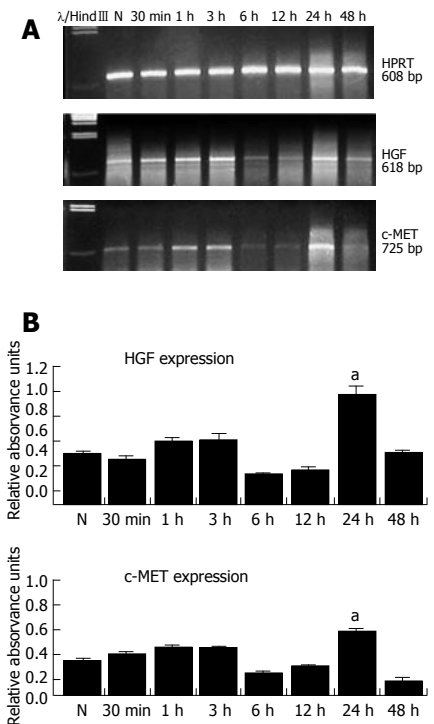 A
λ/Hind III N 30 min 1 h 3 h 6 h 12 h 24 h 48 h
HPRT
608 bp
HGF
618 bp
c-MET
725 bp
B
HGF expression
Relative absorvance units
1.2
1.0
0.8
0.6
0.4
0.2
0.0
a
N 30 min 1 h 3 h 6 h 12 h 24 h 48 h
c-MET expression
Relative absorvance units
1.0
0.8
0.6
0.4
0.2
0.0
a
N 30 min 1 h 3 h 6 h 12 h 24 h 48 h